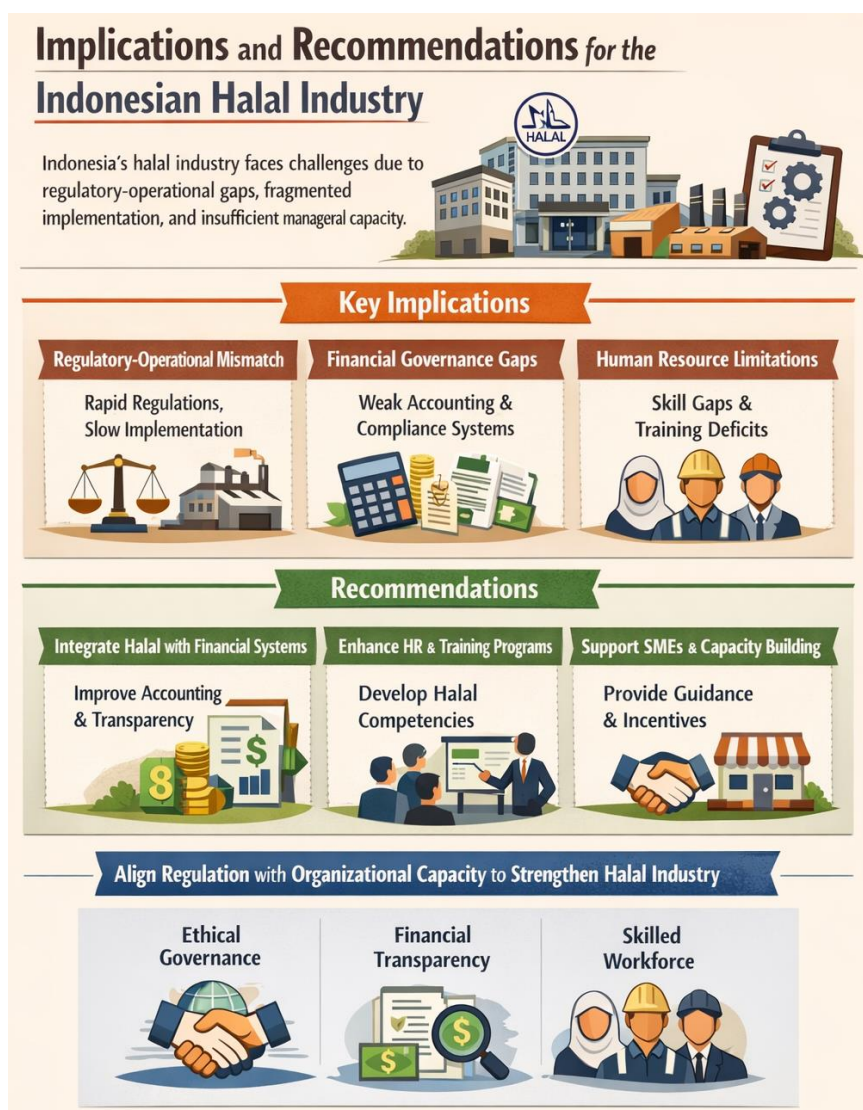 Implications and Recommendations for the
Indonesian Halal Industry
HALAL
Indonesia's halal industry faces challenges due to
regulatory-operational gaps, fragmented
implementation, and insufficient manageral capacity.
Key Implications
Regulatory-Operational Mismatch
Rapid Regulations,
Slow Implementation
Financial Governance Gaps
Weak Accounting &
Compliance Systems
Human Resource Limitations
Skill Gaps &
Training Deficits
Recommendations
Integrate Halal with Financial Systems
Improve Accounting
& Transparency
$
8
Enhance HR & Training Programs
Develop Halal
Competencies
Support SMEs & Capacity Building
Provide Guidance
& Incentives
Align Regulation with Organizational Capacity to Strengthen Halal Industry
Ethical
Governance
Financial
Transparency
$
$
Skilled
Workforce